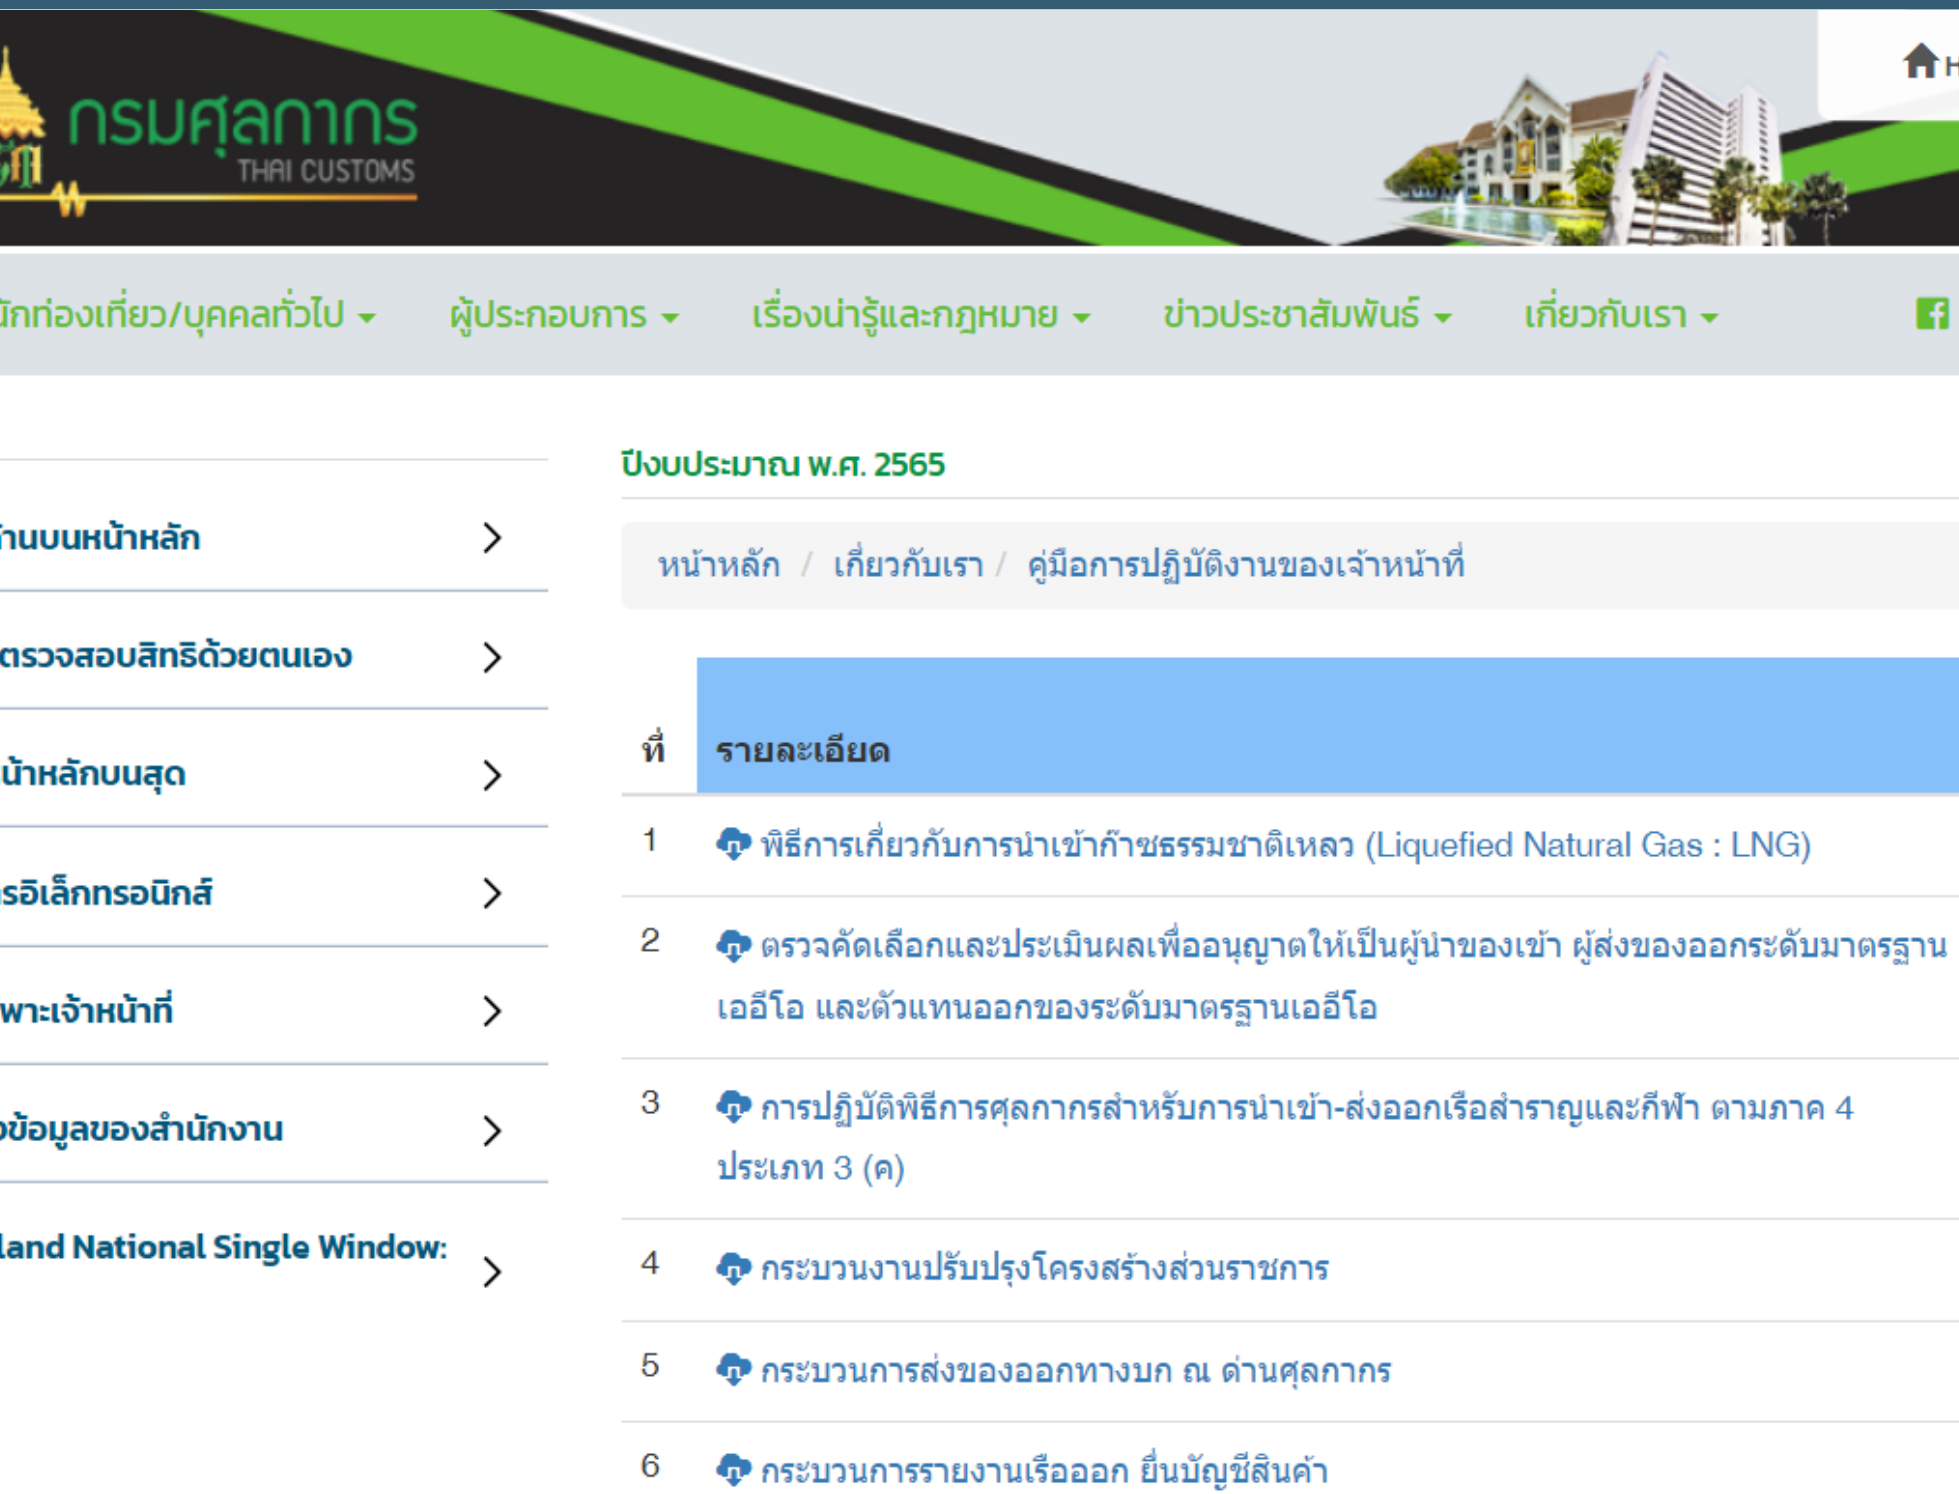 กรมศุลกากร
THAI CUSTOMS
นักท่องเที่ยว/บุคคลทั่วไป
ผู้ประกอบการ
เรื่องน่ารู้และกฎหมาย
ข่าวประชาสัมพันธ์
เกี่ยวกับเรา
ด้านบนหน้าหลัก
ตรวจสอบสิทธิด้วยตนเอง
น้าหลักบนสุด
รอิเล็กทรอนิกส์
พาะเจ้าหน้าที่
ข้อมูลของสำนักงาน
land National Single Window:
ปีงบประมาณ พ.ศ. 2565
หน้าหลัก / เกี่ยวกับเรา / คู่มือการปฏิบัติงานของเจ้าหน้าที่
ที่ รายละเอียด
1 พิธีการเกี่ยวกับการนำเข้าก๊าซธรรมชาติเหลว (Liquefied Natural Gas : LNG)
2 ตรวจคัดเลือกและประเมินผลเพื่ออนุญาตให้เป็นผู้นำของเข้า ผู้ส่งของออกระดับมาตรฐาน
เออีโอ และตัวแทนออกของระดับมาตรฐานเออีโอ
3 การปฏิบัติพิธีการศุลกากรสำหรับการนำเข้า-ส่งออกเรือสำราญและกีฬา ตามภาค 4
ประเภท 3 (ค)
4 กระบวนงานปรับปรุงโครงสร้างส่วนราชการ
5 กระบวนการส่งของออกทางบก ณ ด่านศุลกากร
6 กระบวนการรายงานเรือออก ยื่นบัญชีสินค้า